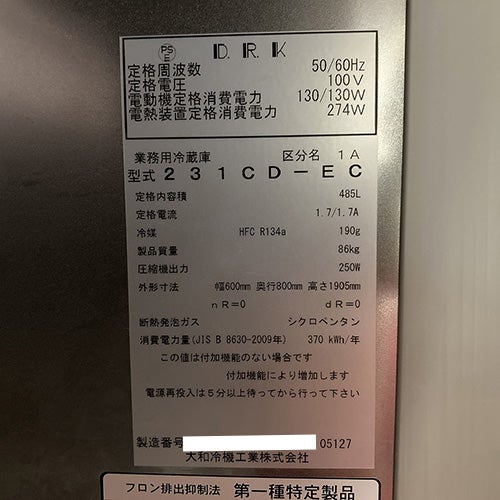 PS E D.R.K
定格周波数 50/60Hz
定格電圧 100V
電動機定格消費電力 130/130W
電熱装置定格消費電力 274W
業務用冷蔵庫 区分名 1A
型式 231CD-EC
定格内容積 485L
定格電流 1.7/1.7A
冷媒 HFC R134a 190g
製品質量 86kg
圧縮機出力 250W
外形寸法 幅600mm 奥行800mm 高さ1905mm
nR=0 dR=0
断熱発泡ガス シクロペンタン
消費電力量(JIS B 8630-2009年) 370 kWh/年
この値は付加機能のない場合です
付加機能により増加します
電源再投入は5分以上待ってから行って下さい
製造番号 05127
大和冷機工業株式会社
フロン排出抑制法 第一種特定製品